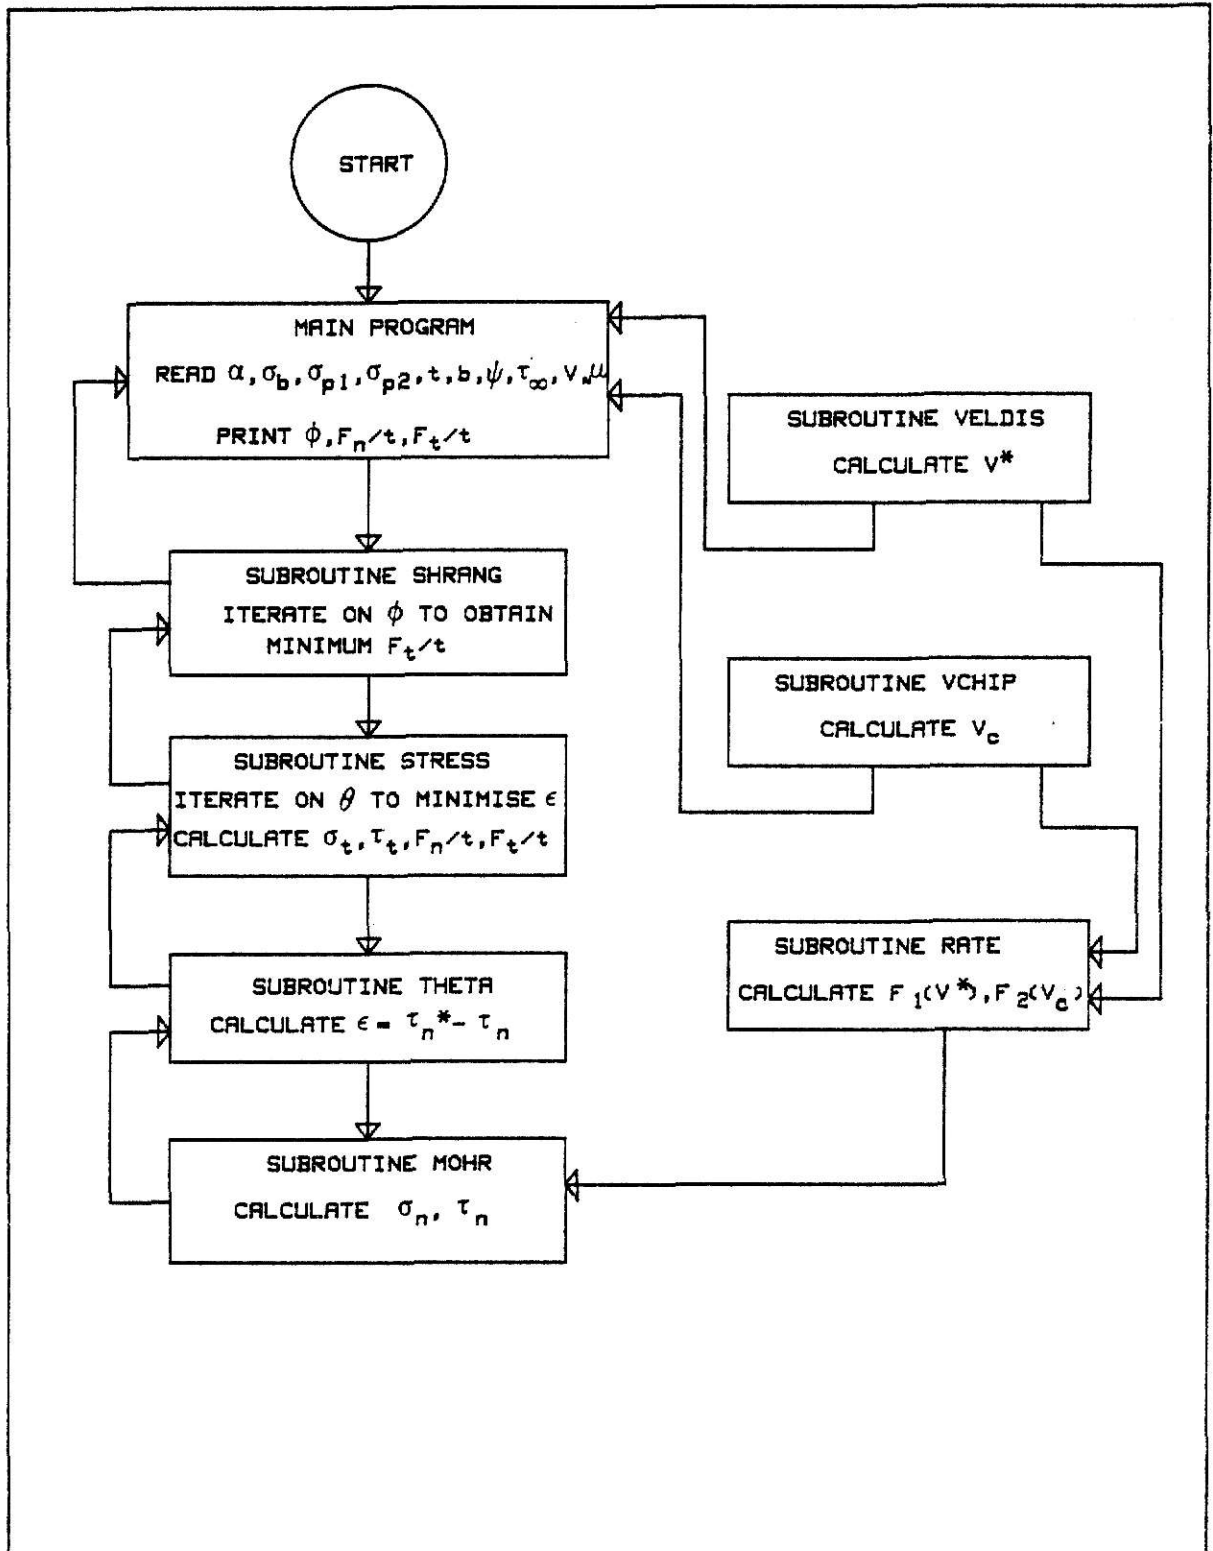 START
MAIN PROGRAM
READ α, σ_b, σ_p1, σ_p2, t, b, ψ, τ_∞, V_N, μ
PRINT ϕ, F_n/t, F_t/t
SUBROUTINE SHRANG
ITERATE ON ϕ TO OBTAIN
MINIMUM F_t/t
SUBROUTINE STRESS
ITERATE ON θ TO MINIMISE ϵ
CALCULATE σ_t, τ_t, F_n/t, F_t/t
SUBROUTINE THETA
CALCULATE ϵ = τ_n* - τ_n
SUBROUTINE MOHR
CALCULATE σ_n, τ_n
SUBROUTINE VELDIS
CALCULATE V*
SUBROUTINE VCHIP
CALCULATE V_c
SUBROUTINE RATE
CALCULATE F_1(V*), F_2(V_c)